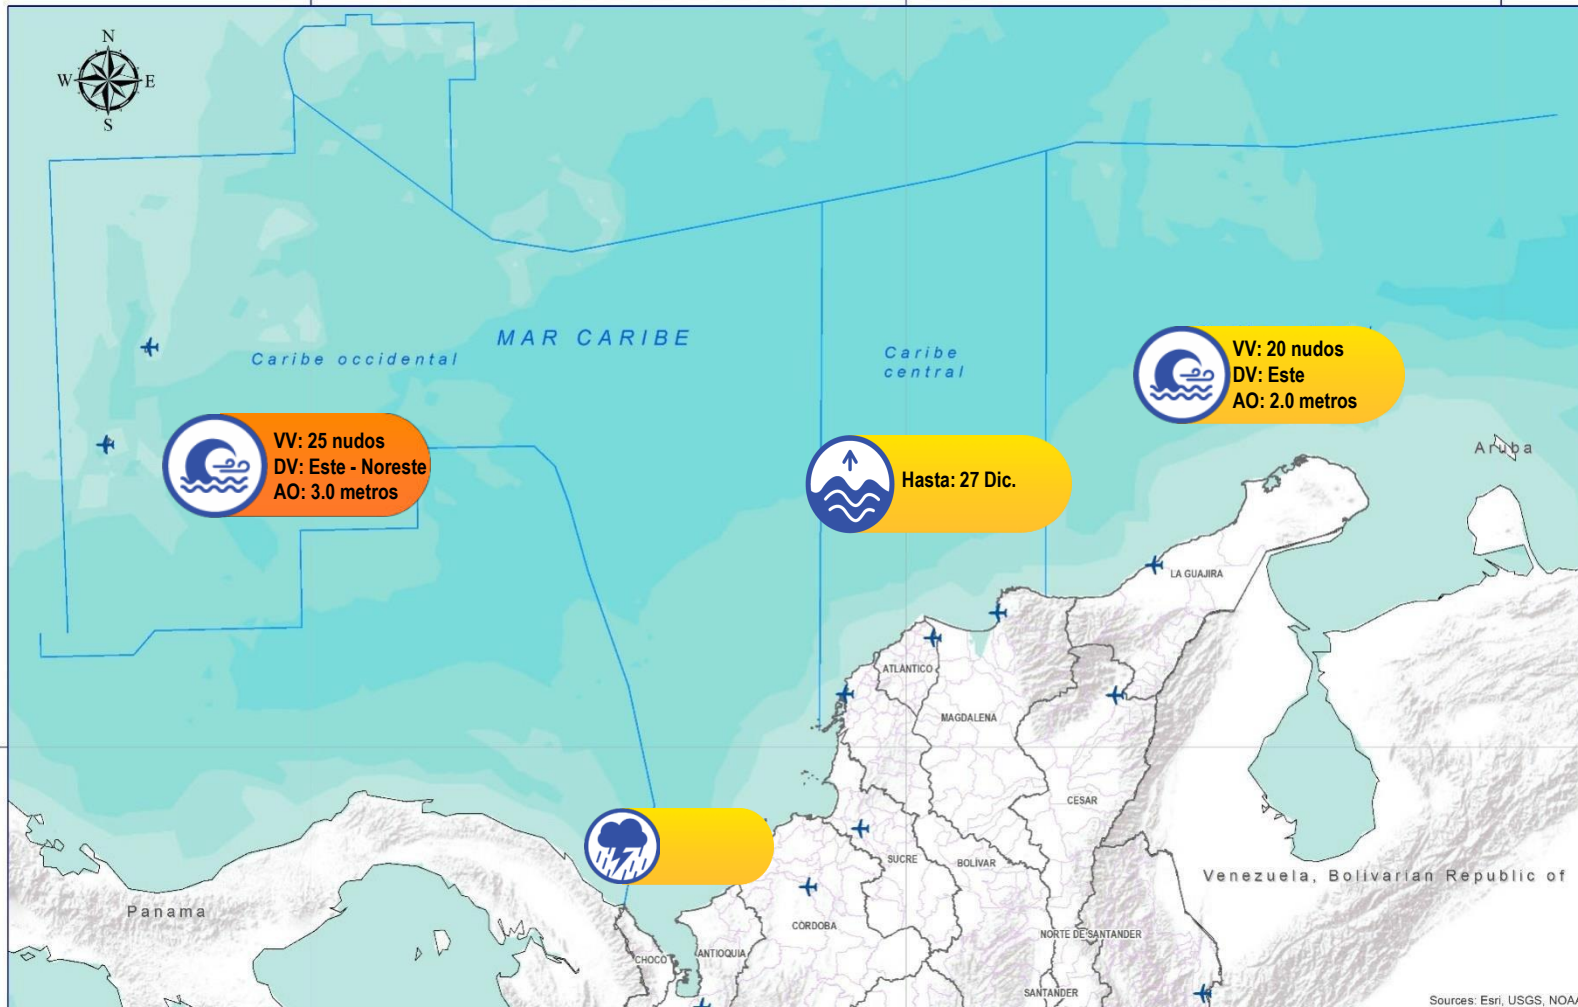 N
W E
S
MAR CARIBE
Caribe occidental
Caribe
central
VV: 20 nudos
DV: Este
AO: 2.0 metros
VV: 25 nudos
DV: Este - Noreste
AO: 3.0 metros
Hasta: 27 Dic.
Aruba
LA GUAJIRA
ATLANTICO
MAGDALENA
CESAR
SUCRE
BOLIVAR
Venezuela, Bolivarian Republic of
Panama
CORDOBA
NORTE DE SANTANDER
ANTIOQUIA
CHOCO
SANTANDER
Sources: Esri, USGS, NOAA